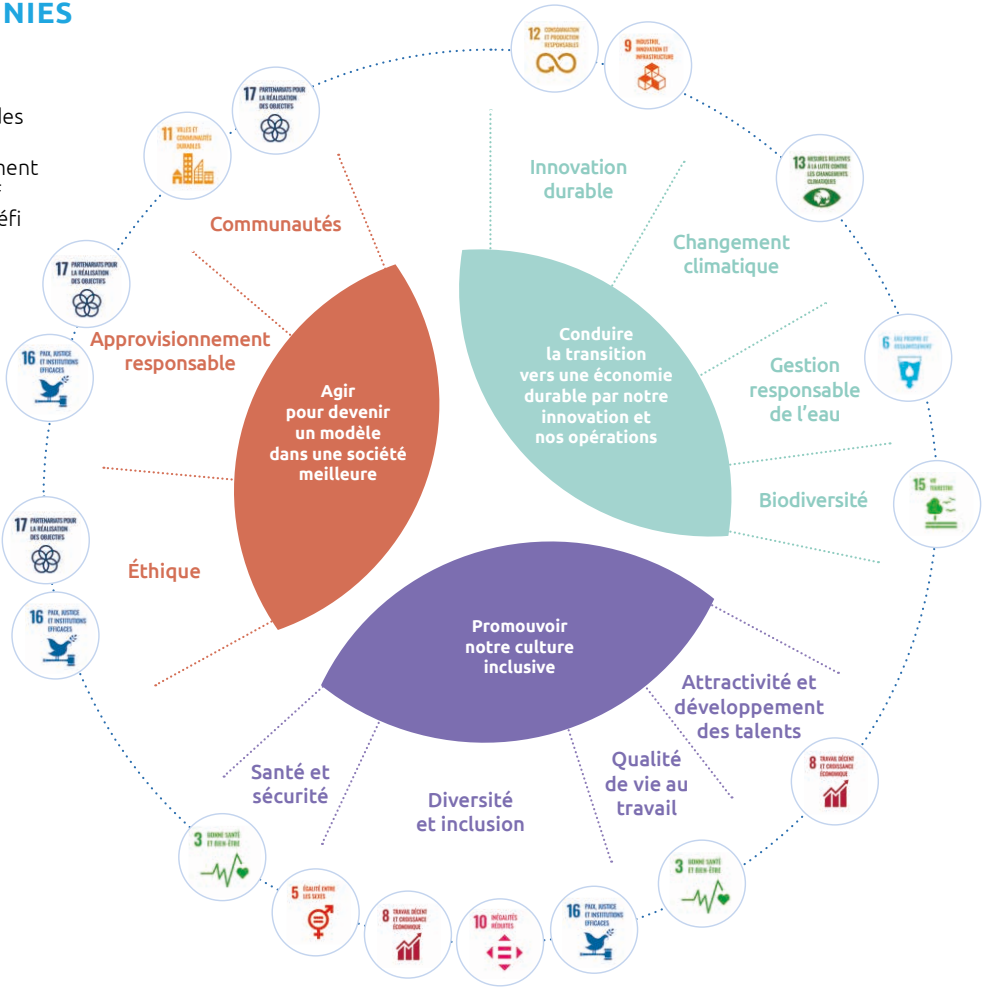 NIES
les
ment
éfi
12 CONSOMMATION
ET PRODUCTION
RESPONSABLES
9 INDUSTRIE,
INNOVATION ET
INFRASTRUCTURE
17 PARTENARIATS POUR
LA RÉALISATION
DES OBJECTIFS
11 VILLES ET
COMMUNAUTÉS
DURABLES
13 MESURES RELATIVES
À LA LUTTE CONTRE
LES CHANGEMENTS
CLIMATIQUES
Innovation
durable
Communautés
Changement
climatique
17 PARTENARIATS POUR
LA RÉALISATION
DES OBJECTIFS
16 PAIX, JUSTICE
ET INSTITUTIONS
EFFICACES
Approvisionnement
responsable
6 EAU PROPRE ET
ASSAINISSEMENT
Gestion
responsable
de l'eau
Conduire
la transition
vers une économie
durable par notre
innovation et
nos opérations
Agir
pour devenir
un modèle
dans une société
meilleure
Biodiversité
15 VIE
TERRESTRE
17 PARTENARIATS POUR
LA RÉALISATION
DES OBJECTIFS
Éthique
16 PAIX, JUSTICE
ET INSTITUTIONS
EFFICACES
Promouvoir
notre culture
inclusive
Attractivité et
développement
des talents
Qualité
de vie au
travail
Santé et
sécurité
Diversité
et inclusion
8 TRAVAIL DÉCENT
ET CROISSANCE
ÉCONOMIQUE
3 BONNE SANTÉ
ET BIEN-ÊTRE
3 BONNE SANTÉ
ET BIEN-ÊTRE
5 ÉGALITÉ ENTRE
LES SEXES
8 TRAVAIL DÉCENT
ET CROISSANCE
ÉCONOMIQUE
10 INÉGALITÉS
RÉDUITES
16 PAIX, JUSTICE
ET INSTITUTIONS
EFFICACES